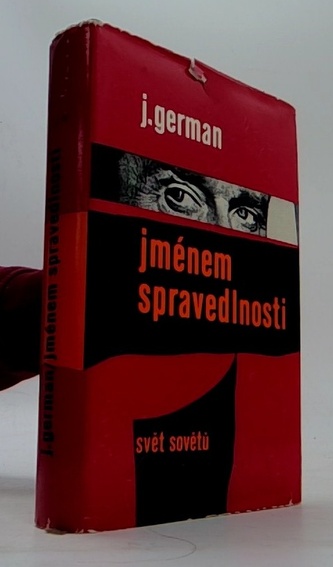 j.german
jménem
spravedlnosti
svět sovětů
j.german/jménem spravedlnosti